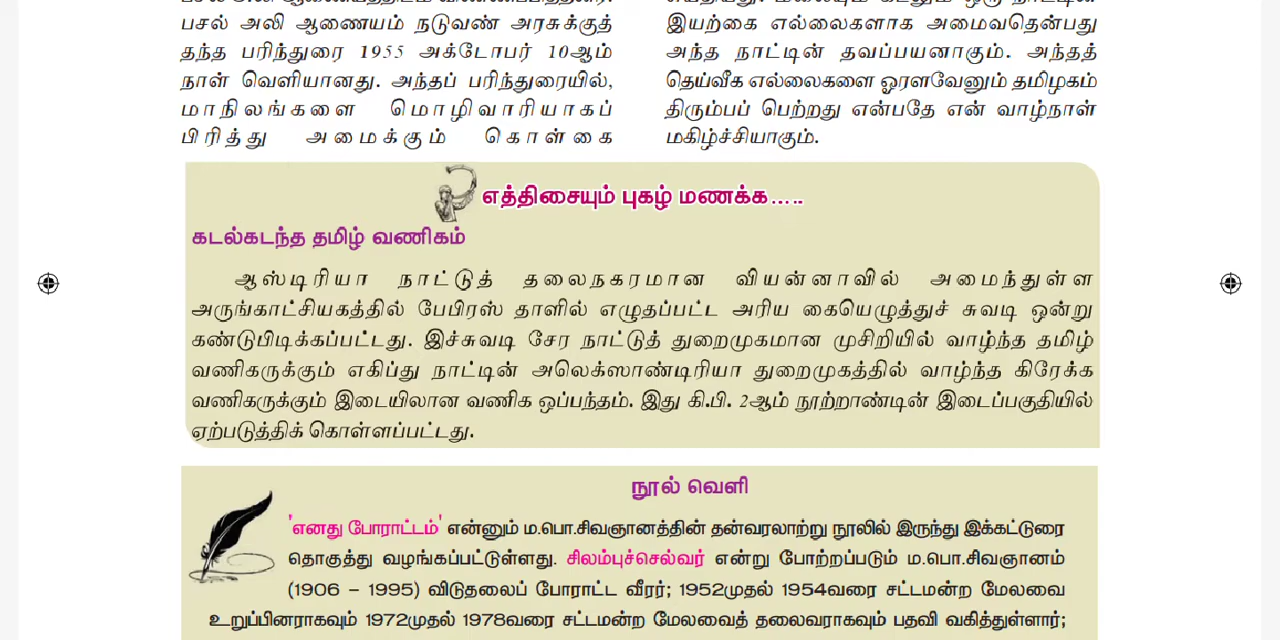 பசல் அலி ஆணையம் நடுவண் அரசுக்குத்
தந்த பரிந்துரை 1955 அக்டோபர் 10ஆம்
நாள் வெளியானது. அந்தப் பரிந்துரையில்,
மாநிலங்களை மொழிவாரியாகப்
பிரித்து அமைக்கும் கொள்கை
இயற்கை எல்லைகளாக அமைவதென்பது
அந்த நாட்டின் தவப்பயனாகும். அந்தத்
தெய்வீக எல்லைகளை ஓரளவேனும் தமிழகம்
திரும்பப் பெற்றது என்பதே என் வாழ்நாள்
மகிழ்ச்சியாகும்.
எத்திசையும் புகழ் மணக்க.....
கடல்கடந்த தமிழ் வணிகம்
ஆஸ்டிரியா நாட்டுத் தலைநகரமான வியன்னாவில் அமைந்துள்ள
அருங்காட்சியகத்தில் பேபிரஸ் தாளில் எழுதப்பட்ட அரிய கையெழுத்துச் சுவடி ஒன்று
கண்டுபிடிக்கப்பட்டது. இச்சுவடி சேர நாட்டுத் துறைமுகமான முசிறியில் வாழ்ந்த தமிழ்
வணிகருக்கும் எகிப்து நாட்டின் அலெக்ஸாண்டிரியா துறைமுகத்தில் வாழ்ந்த கிரேக்க
வணிகருக்கும் இடையிலான வணிக ஒப்பந்தம். இது கி.பி. 2ஆம் நூற்றாண்டின் இடைப்பகுதியில்
ஏற்படுத்திக் கொள்ளப்பட்டது.
நூல் வெளி
'எனது போராட்டம்' என்னும் ம.பொ.சிவஞானத்தின் தன்வரலாற்று நூலில் இருந்து இக்கட்டுரை
தொகுத்து வழங்கப்பட்டுள்ளது. சிலம்புச்செல்வர் என்று போற்றப்படும் ம.பொ.சிவஞானம்
(1906 – 1995) விடுதலைப் போராட்ட வீரர்; 1952முதல் 1954வரை சட்டமன்ற மேலவை
உறுப்பினராகவும் 1972முதல் 1978வரை சட்டமன்ற மேலவைத் தலைவராகவும் பதவி வகித்துள்ளார்;